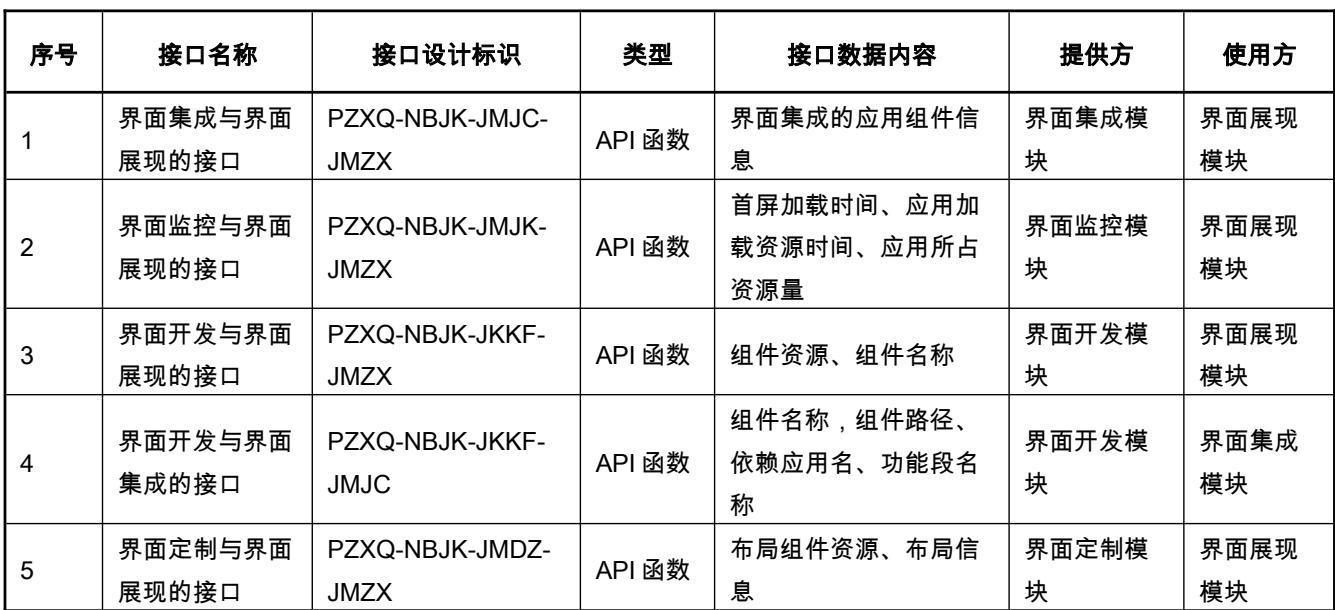 序号 接口名称 接口设计标识 类型 接口数据内容 提供方 使用方
1 界面集成与界面 PZXQ-NBJK-JMJC- API 函数 界面集成的应用组件信 界面集成模 界面展现
展现的接口 JMZX 息 块 模块
首屏加载时间、应用加
2 界面监控与界面 PZXQ-NBJK-JMJK- API 函数 载资源时间、应用所占 界面监控模 界面展现
展现的接口 JMZX 资源量 块 模块
3 界面开发与界面 PZXQ-NBJK-JKKF- API 函数 组件资源、组件名称 界面开发模 界面展现
展现的接口 JMZX 块 模块
组件名称，组件路径、
4 界面开发与界面 PZXQ-NBJK-JKKF- API 函数 依赖应用名、功能段名 界面开发模 界面集成
集成的接口 JMJC 称 块 模块
5 界面定制与界面 PZXQ-NBJK-JMDZ- API 函数 布局组件资源、布局信 界面定制模 界面展现
展现的接口 JMZX 息 块 模块